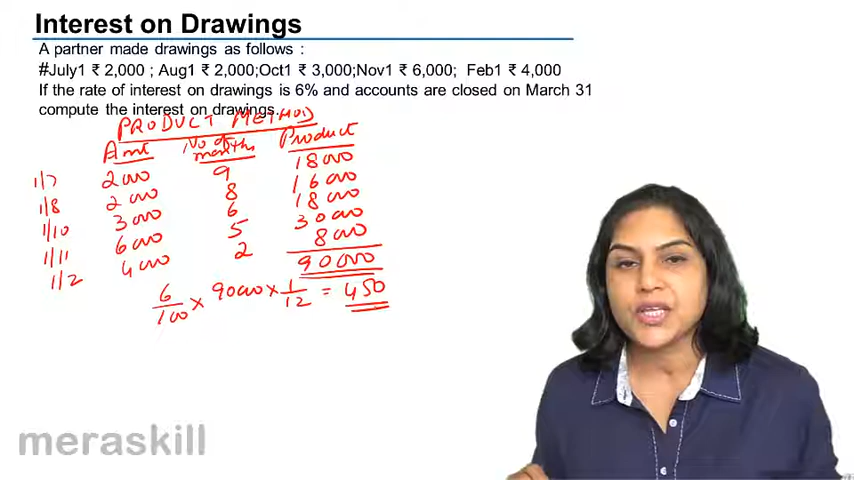 Interest on Drawings
A partner made drawings as follows :
#July1 ₹ 2,000 ; Aug1 ₹ 2,000;Oct1 ₹ 3,000;Nov1 ₹ 6,000; Feb1 ₹ 4,000
If the rate of interest on drawings is 6% and accounts are closed on March 31
compute the interest on drawings.
PRODUCT METHOD
Amt No of months Product
1/7 2000 9 18000
1/8 2000 8 16000
1/10 3000 6 18000
1/11 6000 5 30000
1/2 4000 2 8000
90000
6/100 × 90000 × 1/12 = 450
meraskill